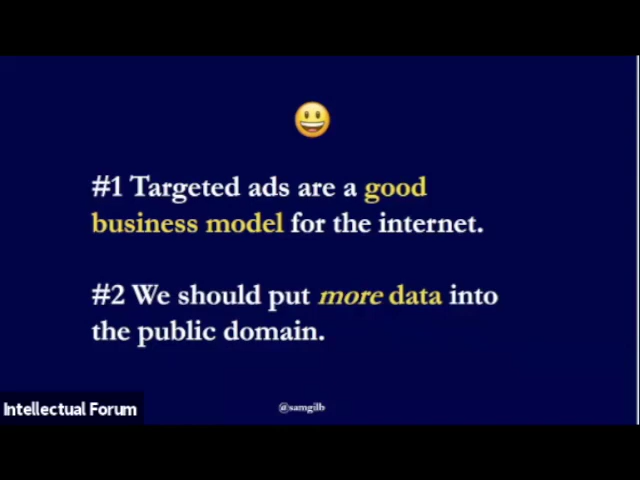 #1 Targeted ads are a good
business model for the internet.
#2 We should put more data into
the public domain.
Intellectual Forum
@samgilb